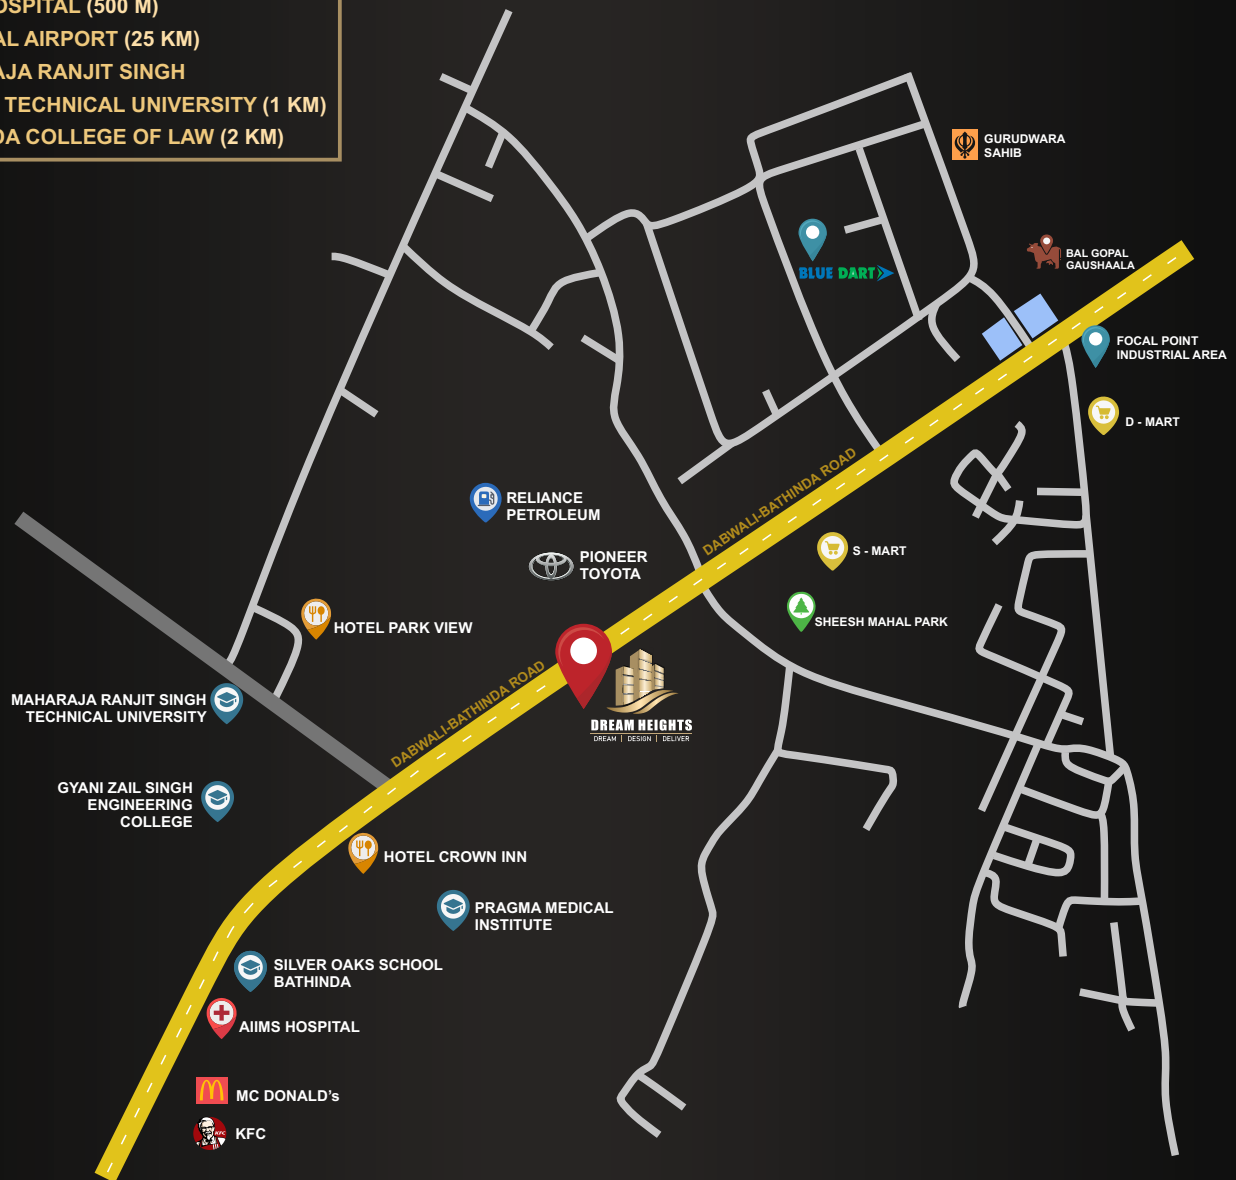 OSPITAL (500 M)
AL AIRPORT (25 KM)
AJA RANJIT SINGH
TECHNICAL UNIVERSITY (1 KM)
DA COLLEGE OF LAW (2 KM)
GURUDWARA
SAHIB
BLUE DART
BAL GOPAL
GAUSHAALA
FOCAL POINT
INDUSTRIAL AREA
D - MART
DABWALI-BATHINDA ROAD
RELIANCE
PETROLEUM
PIONEER
TOYOTA
S - MART
SHEESH MAHAL PARK
HOTEL PARK VIEW
DABWALI-BATHINDA ROAD
DREAM HEIGHTS
DREAM | DESIGN | DELIVER
MAHARAJA RANJIT SINGH
TECHNICAL UNIVERSITY
GYANI ZAIL SINGH
ENGINEERING
COLLEGE
HOTEL CROWN INN
PRAGMA MEDICAL
INSTITUTE
SILVER OAKS SCHOOL
BATHINDA
AIIMS HOSPITAL
MC DONALD's
KFC
KFC